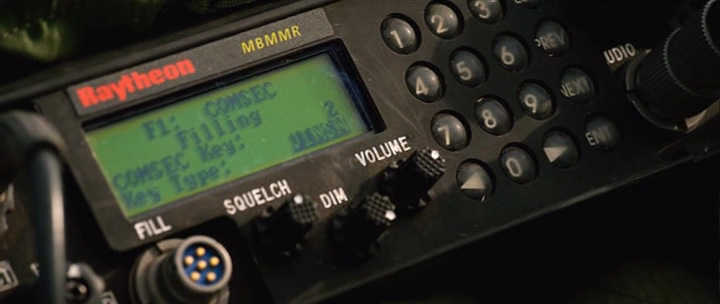 Raytheon
MBMMR
F1: COMSEC
Filling
COMSEC Key: 2
Key Type:
FILL
SQUELCH
DIM
VOLUME
AUDIO
1 2 3
4 5 6 PREV
7 8 9 NEXT
0 ENT